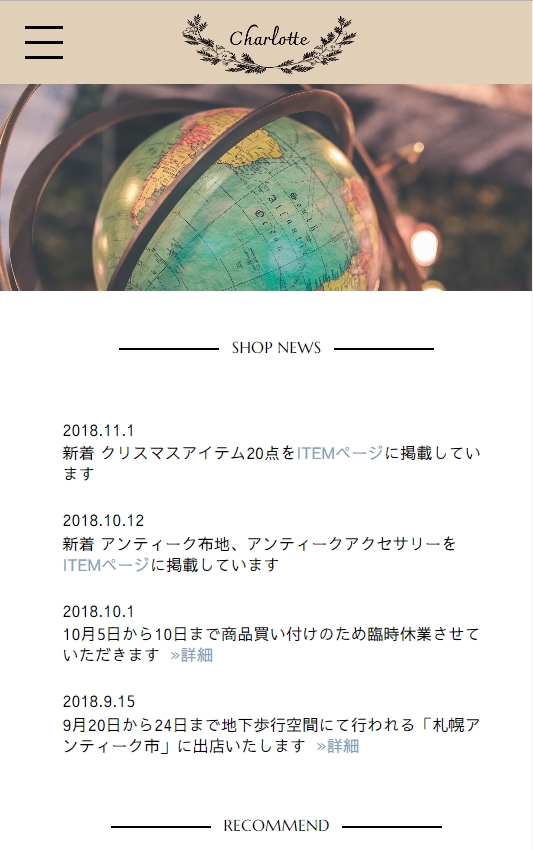 Charlotte
South
Atlantic
Ocean
SHOP NEWS
2018.11.1
新着 クリスマスアイテム20点をITEMページに掲載してい
ます
2018.10.12
新着 アンティーク布地、アンティークアクセサリーを
ITEMページに掲載しています
2018.10.1
10月5日から10日まで商品買い付けのため臨時休業させて
いただきます »詳細
2018.9.15
9月20日から24日まで地下歩行空間にて行われる「札幌ア
ンティーク市」に出店いたします »詳細
RECOMMEND